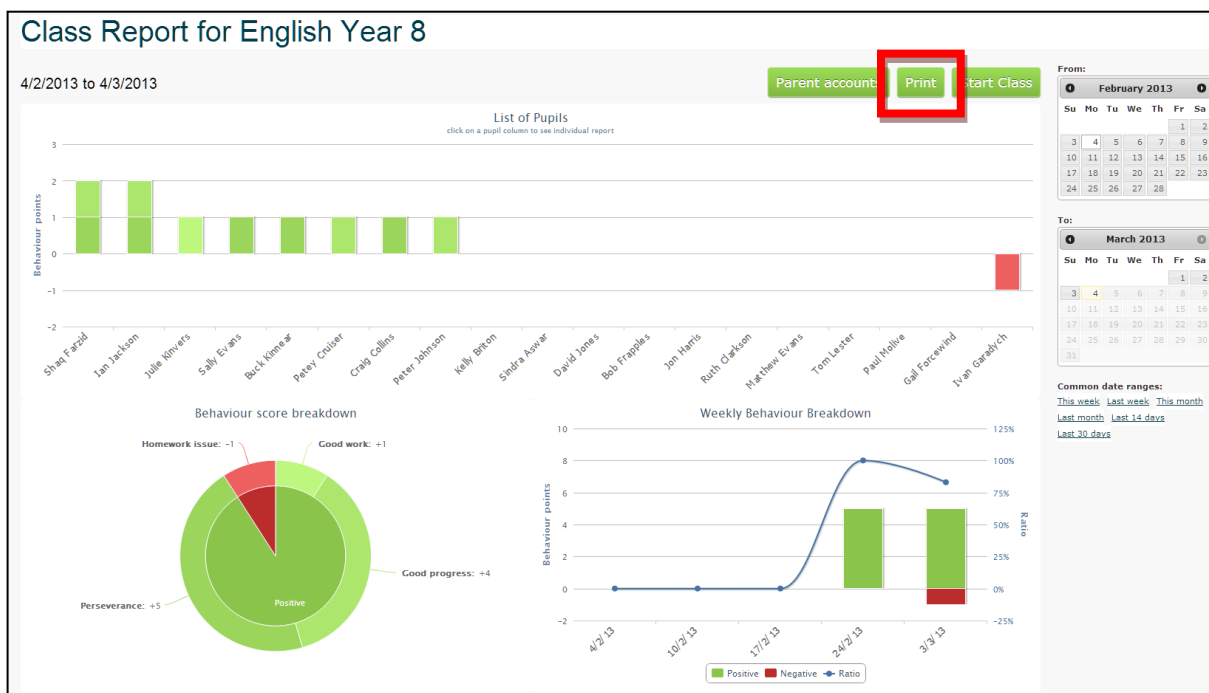 Class Report for English Year 8
4/2/2013 to 4/3/2013
Parent accounts
Print
Start Class
List of Pupils
click on a pupil column to see individual report
Behaviour points
3
2
1
0
-1
-2
Shaq Farzid
Ian Jackson
Julie Kinvers
Sally Evans
Buck Kinnear
Petey Cruiser
Craig Collins
Peter Johnson
Kelly Briton
Sindra Aswar
David Jones
Bob Frapples
Jon Harris
Ruth Clarkson
Matthew Evans
Tom Lester
Paul Molive
Gail Forcewind
Ivan Garadych
Behaviour score breakdown
Homework issue: -1
Good work: +1
Good progress: +4
Perseverance: +5
Positive
Weekly Behaviour Breakdown
Behaviour points
10
8
6
4
2
0
-2
125%
100%
75%
50%
25%
0%
-25%
Ratio
4/2/13
10/2/13
17/2/13
24/2/13
3/3/13
Positive Negative Ratio
From:
February 2013
Su Mo Tu We Th Fr Sa
1 2
3 4 5 6 7 8 9
10 11 12 13 14 15 16
17 18 19 20 21 22 23
24 25 26 27 28
To:
March 2013
Su Mo Tu We Th Fr Sa
1 2
3 4 5 6 7 8 9
10 11 12 13 14 15 16
17 18 19 20 21 22 23
24 25 26 27 28 29 30
31
Common date ranges:
This week Last week This month
Last month Last 14 days
Last 30 days